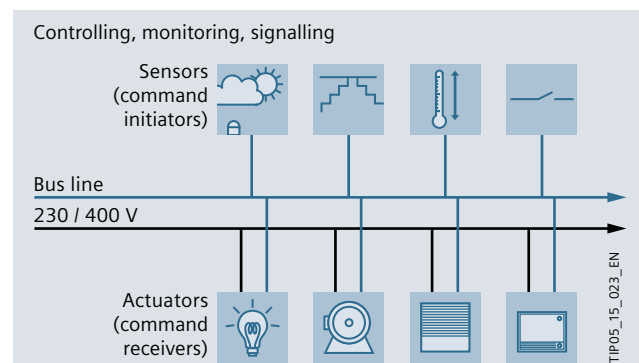 Controlling, monitoring, signalling
Sensors
(command
initiators)
Bus line
230 / 400 V
Actuators
(command
receivers)
TIP05_15_023_EN